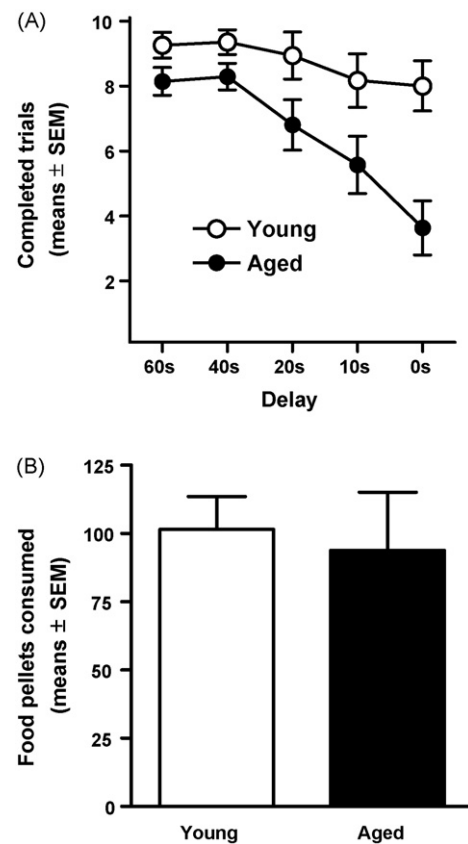 (A)
Completed trials
(means ± SEM)
10
8
6
4
2
Young
Aged
60s 40s 20s 10s 0s
Delay
(B)
Food pellets consumed
(means ± SEM)
125
100
75
50
25
0
Young Aged